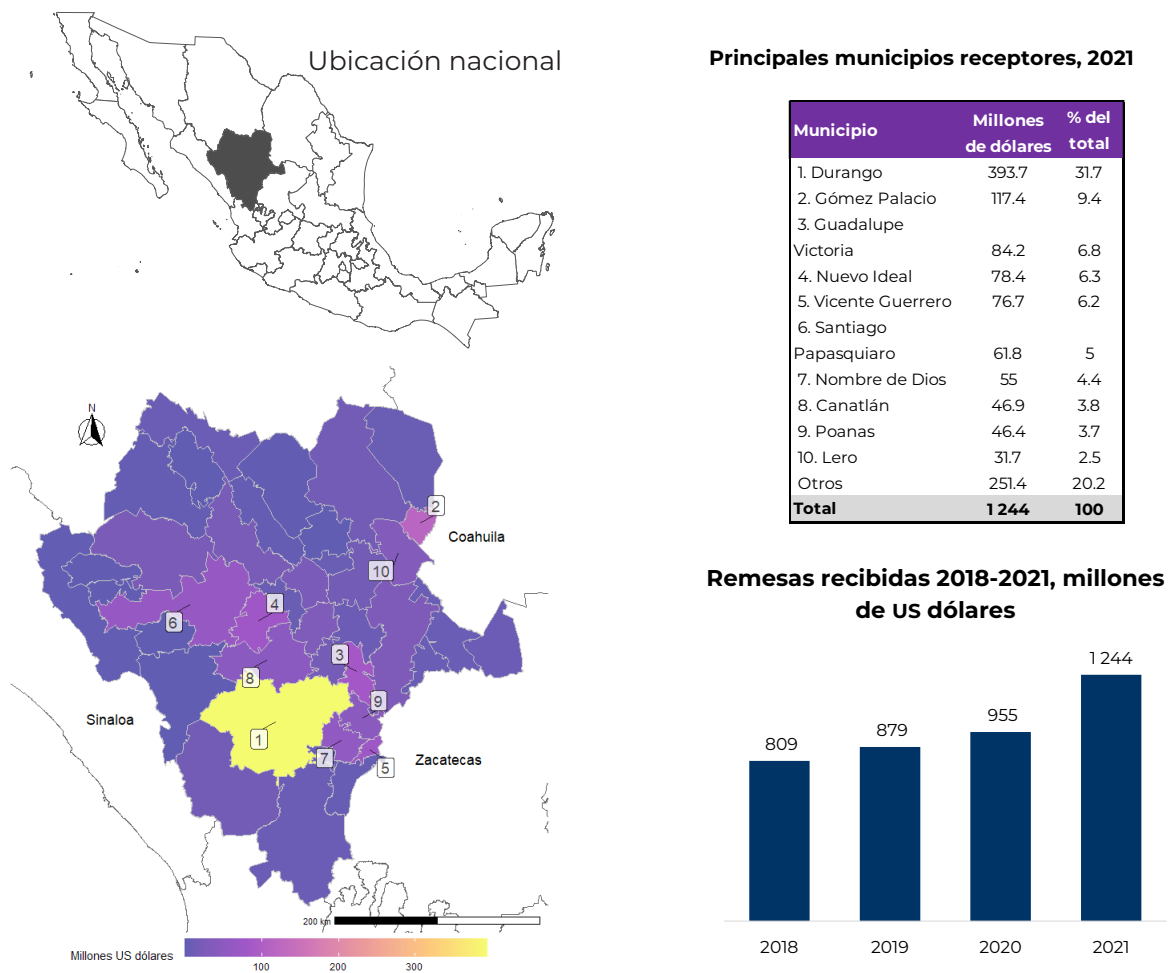 Ubicación nacional
Principales municipios receptores, 2021
Municipio Millones de dólares % del total
1. Durango 393.7 31.7
2. Gómez Palacio 117.4 9.4
3. Guadalupe
Victoria 84.2 6.8
4. Nuevo Ideal 78.4 6.3
5. Vicente Guerrero 76.7 6.2
6. Santiago
Papasquiaro 61.8 5
7. Nombre de Dios 55 4.4
8. Canatlán 46.9 3.8
9. Poanas 46.4 3.7
10. Lero 31.7 2.5
Otros 251.4 20.2
Total 1 244 100
N
2
Coahuila
10
4
6
3
8
9
Sinaloa
1
7
Zacatecas
5
200 km
Millones US dólares
100 200 300
Remesas recibidas 2018-2021, millones
de US dólares
809 879 955 1 244
2018 2019 2020 2021